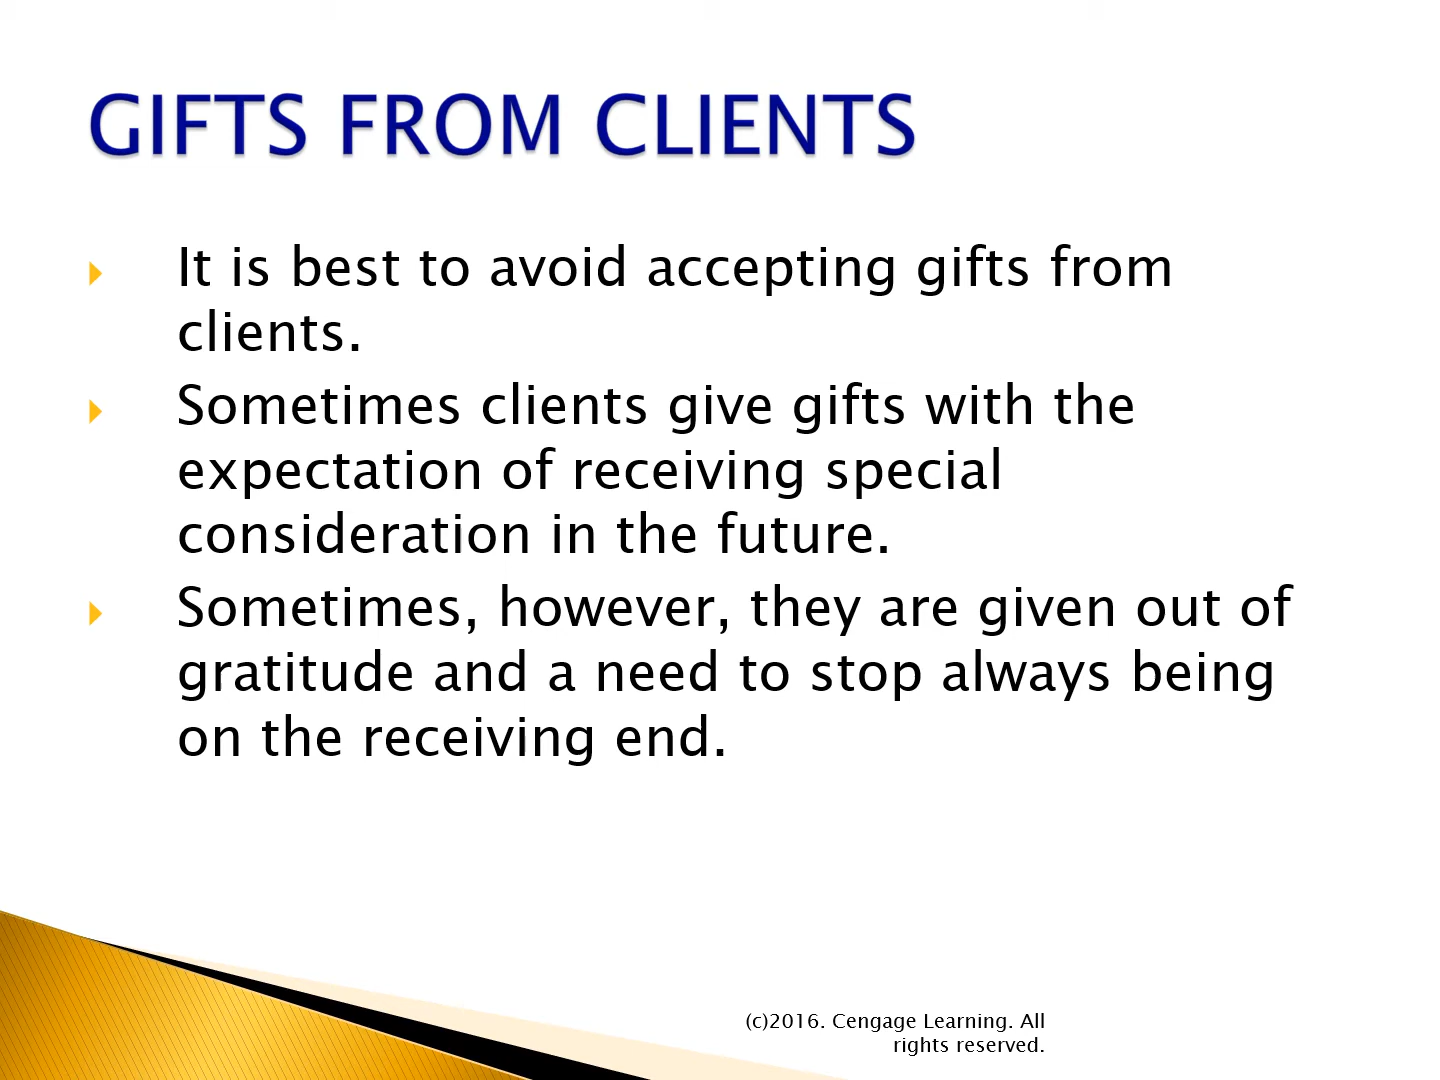 GIFTS FROM CLIENTS
It is best to avoid accepting gifts from
clients.
Sometimes clients give gifts with the
expectation of receiving special
consideration in the future.
Sometimes, however, they are given out of
gratitude and a need to stop always being
on the receiving end.
(c)2016. Cengage Learning. All
rights reserved.